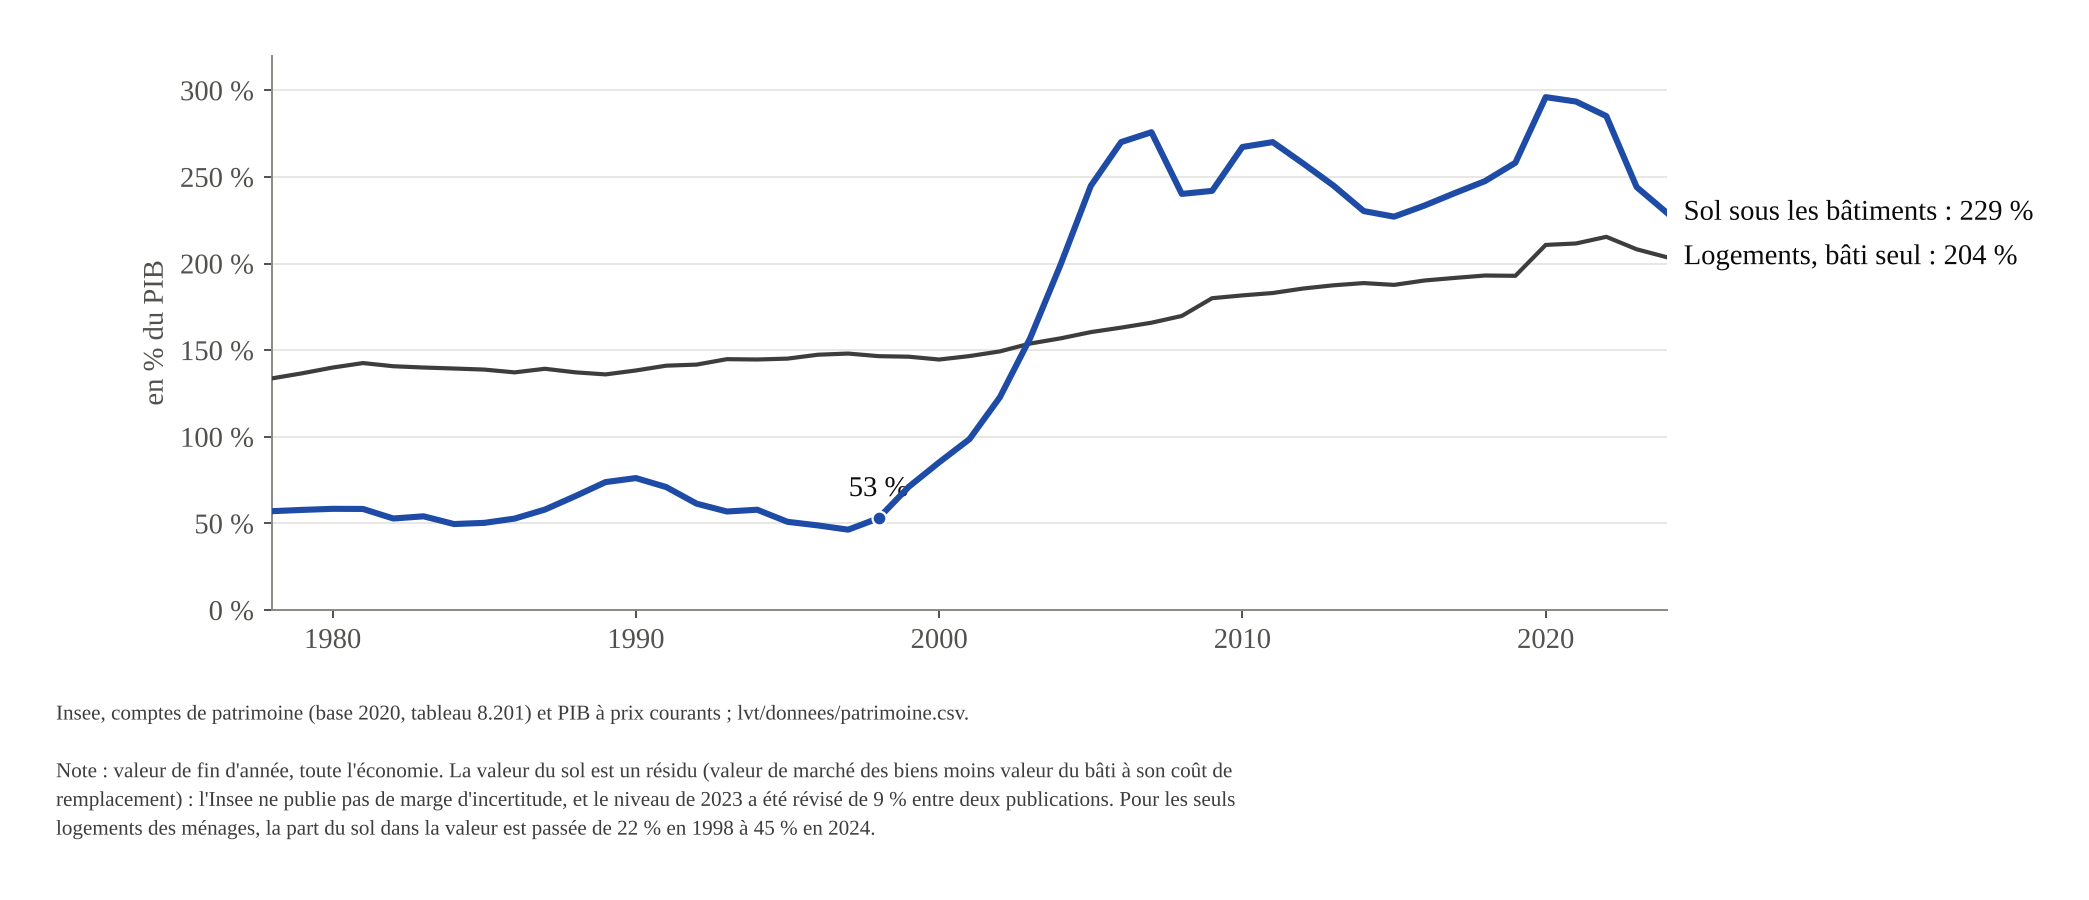 300 %
250 %
200 %
150 %
100 %
50 %
0 %
en % du PIB
53 %
Sol sous les bâtiments : 229 %
Logements, bâti seul : 204 %
1980
1990
2000
2010
2020
Insee, comptes de patrimoine (base 2020, tableau 8.201) et PIB à prix courants ; lvt/donnees/patrimoine.csv.
Note : valeur de fin d'année, toute l'économie. La valeur du sol est un résidu (valeur de marché des biens moins valeur du bâti à son coût de
remplacement) : l'Insee ne publie pas de marge d'incertitude, et le niveau de 2023 a été révisé de 9 % entre deux publications. Pour les seuls
logements des ménages, la part du sol dans la valeur est passée de 22 % en 1998 à 45 % en 2024.